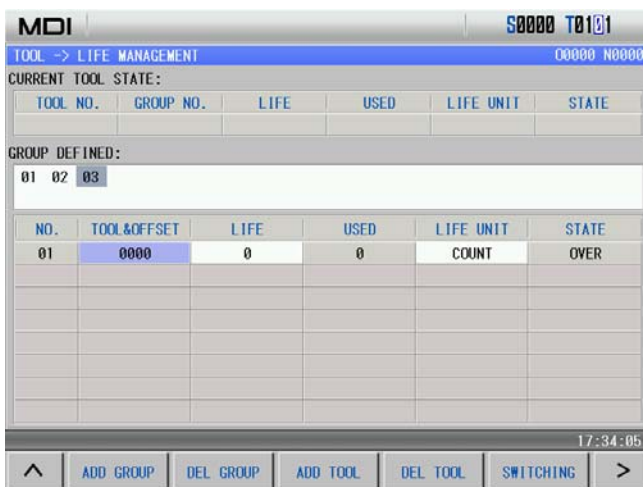 MDI S0000 T0101
TOOL -> LIFE MANAGEMENT O0000 N0000
CURRENT TOOL STATE:
TOOL NO. GROUP NO. LIFE USED LIFE UNIT STATE
GROUP DEFINED:
01 02 03
NO. TOOL&OFFSET LIFE USED LIFE UNIT STATE
01 0000 0 0 COUNT OVER
17:34:05
^ ADD GROUP DEL GROUP ADD TOOL DEL TOOL SWITCHING >